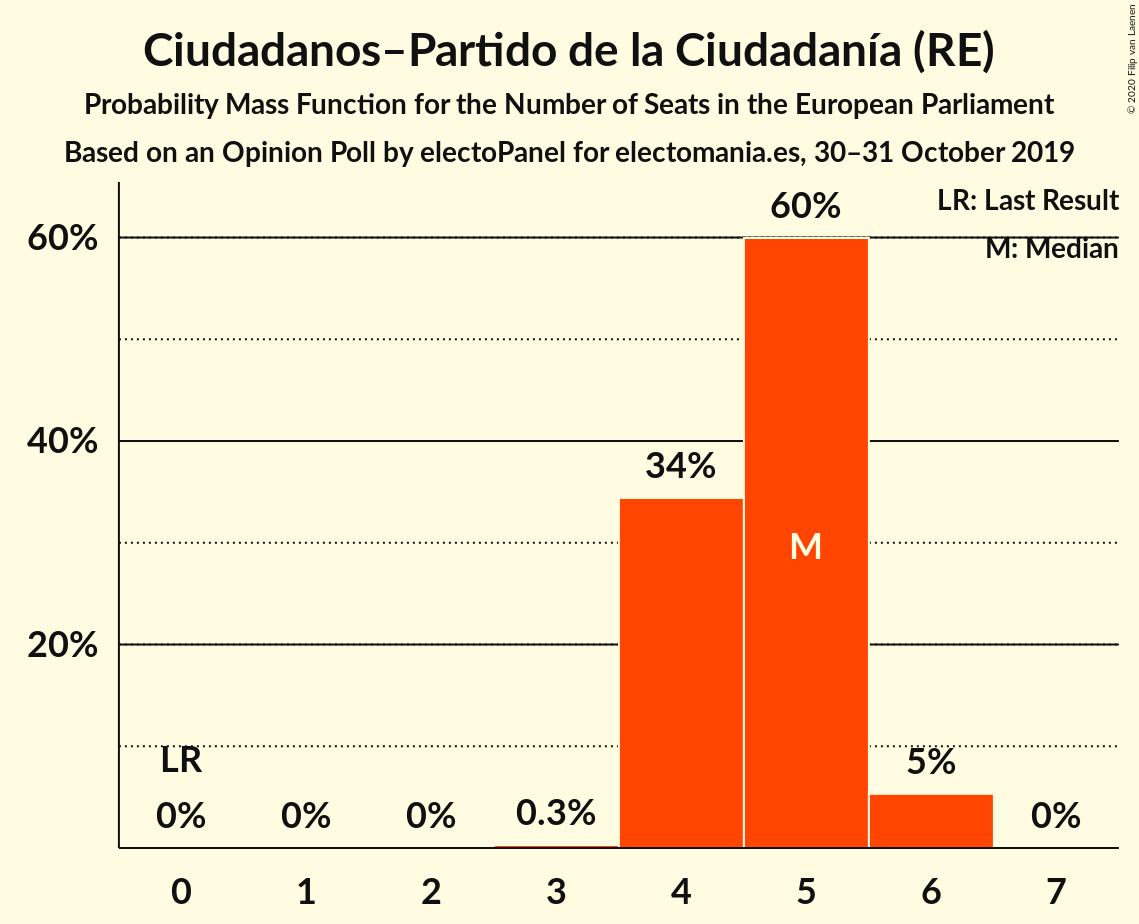 Ciudadanos–Partido de la Ciudadanía (RE)
Probability Mass Function for the Number of Seats in the European Parliament
Based on an Opinion Poll by electoPanel for electomania.es, 30–31 October 2019
© 2020 Filip van Laenen
LR: Last Result
M: Median
60%
40%
20%
LR
0%
0%
0%
0.3%
34%
60%
M
5%
0%
0 1 2 3 4 5 6 7